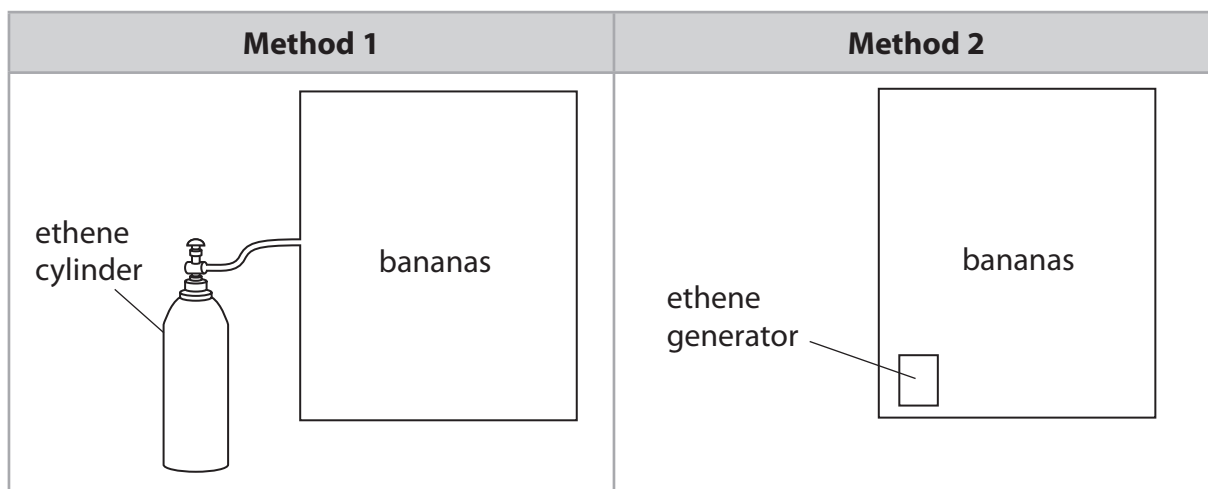 Method 1
Method 2
ethene
cylinder
bananas
ethene
generator
bananas